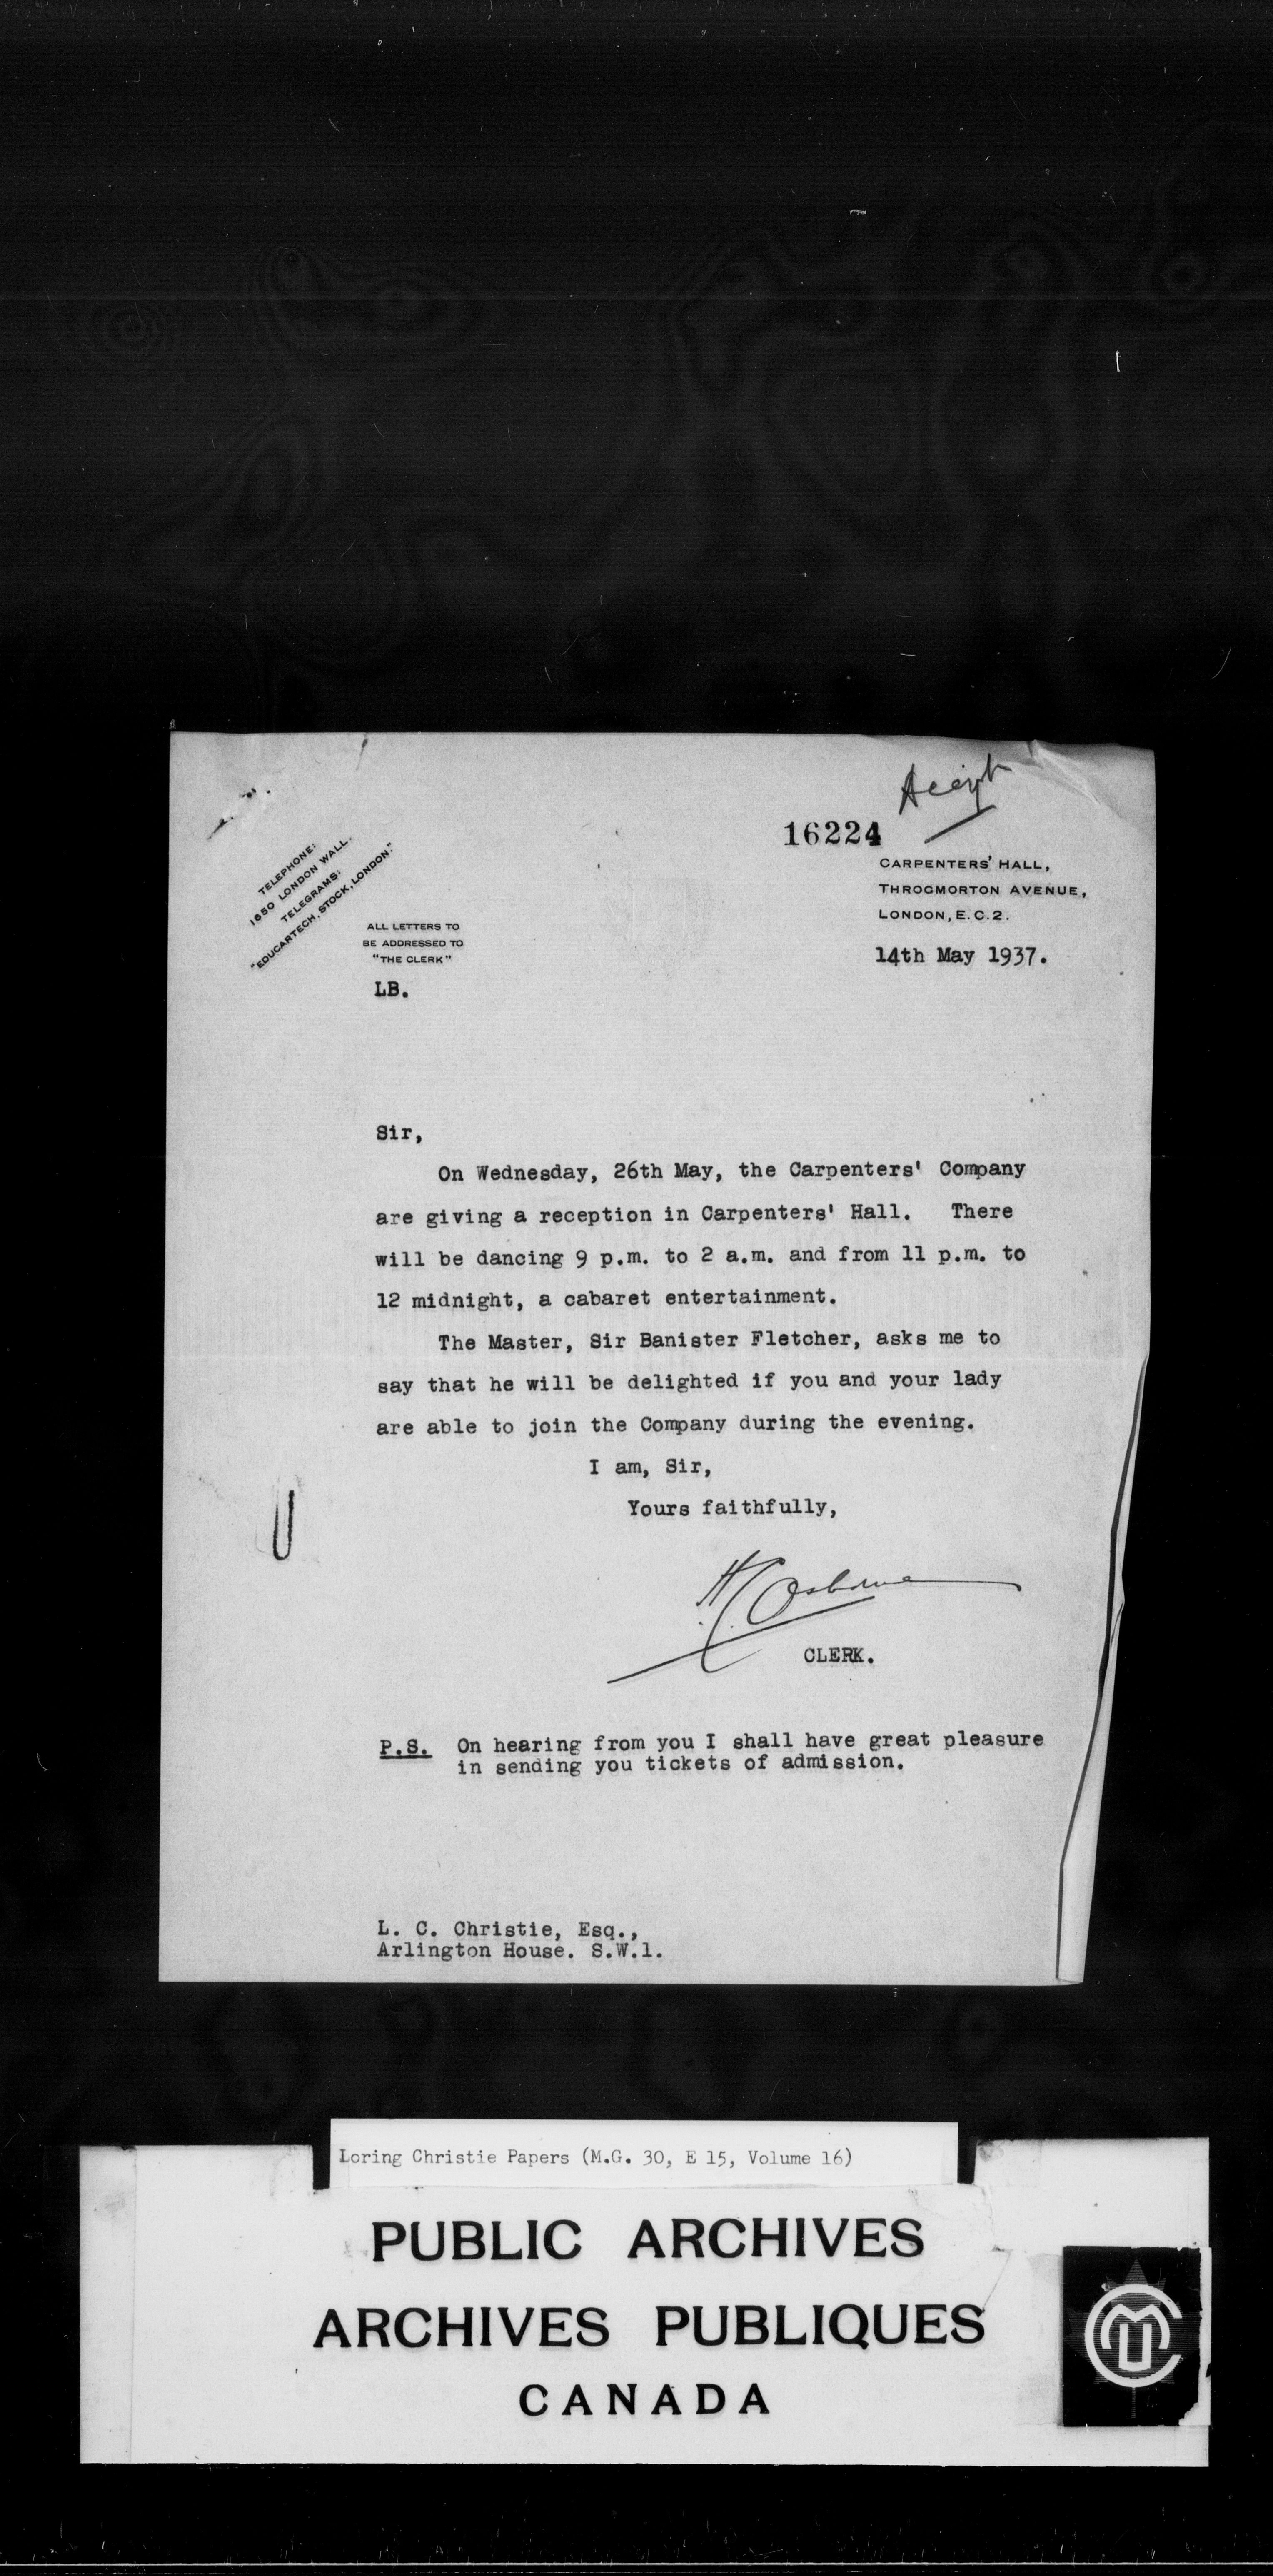 Accept
16224
TELEPHONE:
1650 LONDON WALL.
TELEGRAMS:
"EDUCARTECH, STOCK, LONDON."
ALL LETTERS TO
BE ADDRESSED TO
"THE CLERK"
CARPENTERS' HALL,
THROGMORTON AVENUE,
LONDON, E.C.2.
14th May 1937.
LB.
Sir,
On Wednesday, 26th May, the Carpenters' Company
are giving a reception in Carpenters' Hall. There
will be dancing 9 p.m. to 2 a.m. and from 11 p.m. to
12 midnight, a cabaret entertainment.
The Master, Sir Banister Fletcher, asks me to
say that he will be delighted if you and your lady
are able to join the Company during the evening.
I am, Sir,
Yours faithfully,
H.C. Osborne
CLERK.
P.S. On hearing from you I shall have great pleasure
in sending you tickets of admission.
L. C. Christie, Esq.,
Arlington House. S.W.1.
Loring Christie Papers (M.G. 30, E 15, Volume 16)
PUBLIC ARCHIVES
ARCHIVES PUBLIQUES
CANADA